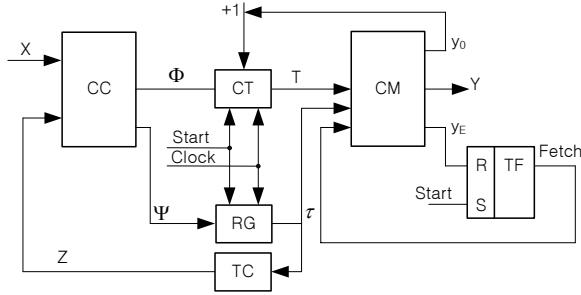 +1
X
CC
Φ
CT
T
CM
y0
Y
yE
Start
Clock
Ψ
RG
τ
Z
TC
Start
R
S
TF
Fetch